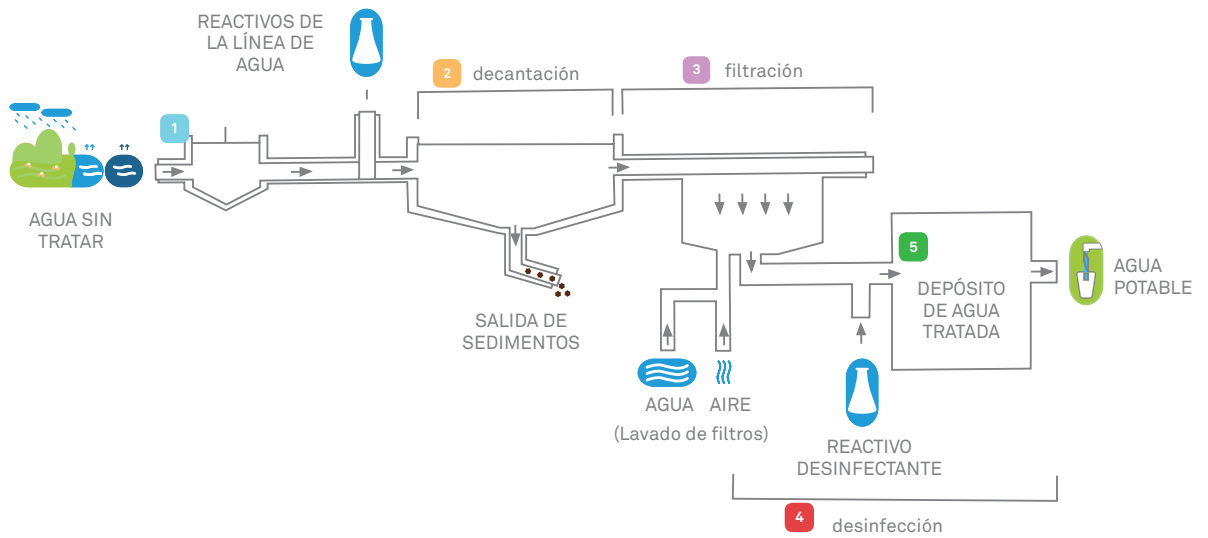 REACTIVOS DE
LA LÍNEA DE
AGUA
2 decantación
3 filtración
1
AGUA SIN
TRATAR
5
DEPÓSITO
DE AGUA
TRATADA
AGUA
POTABLE
SALIDA DE
SEDIMENTOS
AGUA AIRE
(Lavado de filtros)
REACTIVO
DESINFECTANTE
4 desinfección